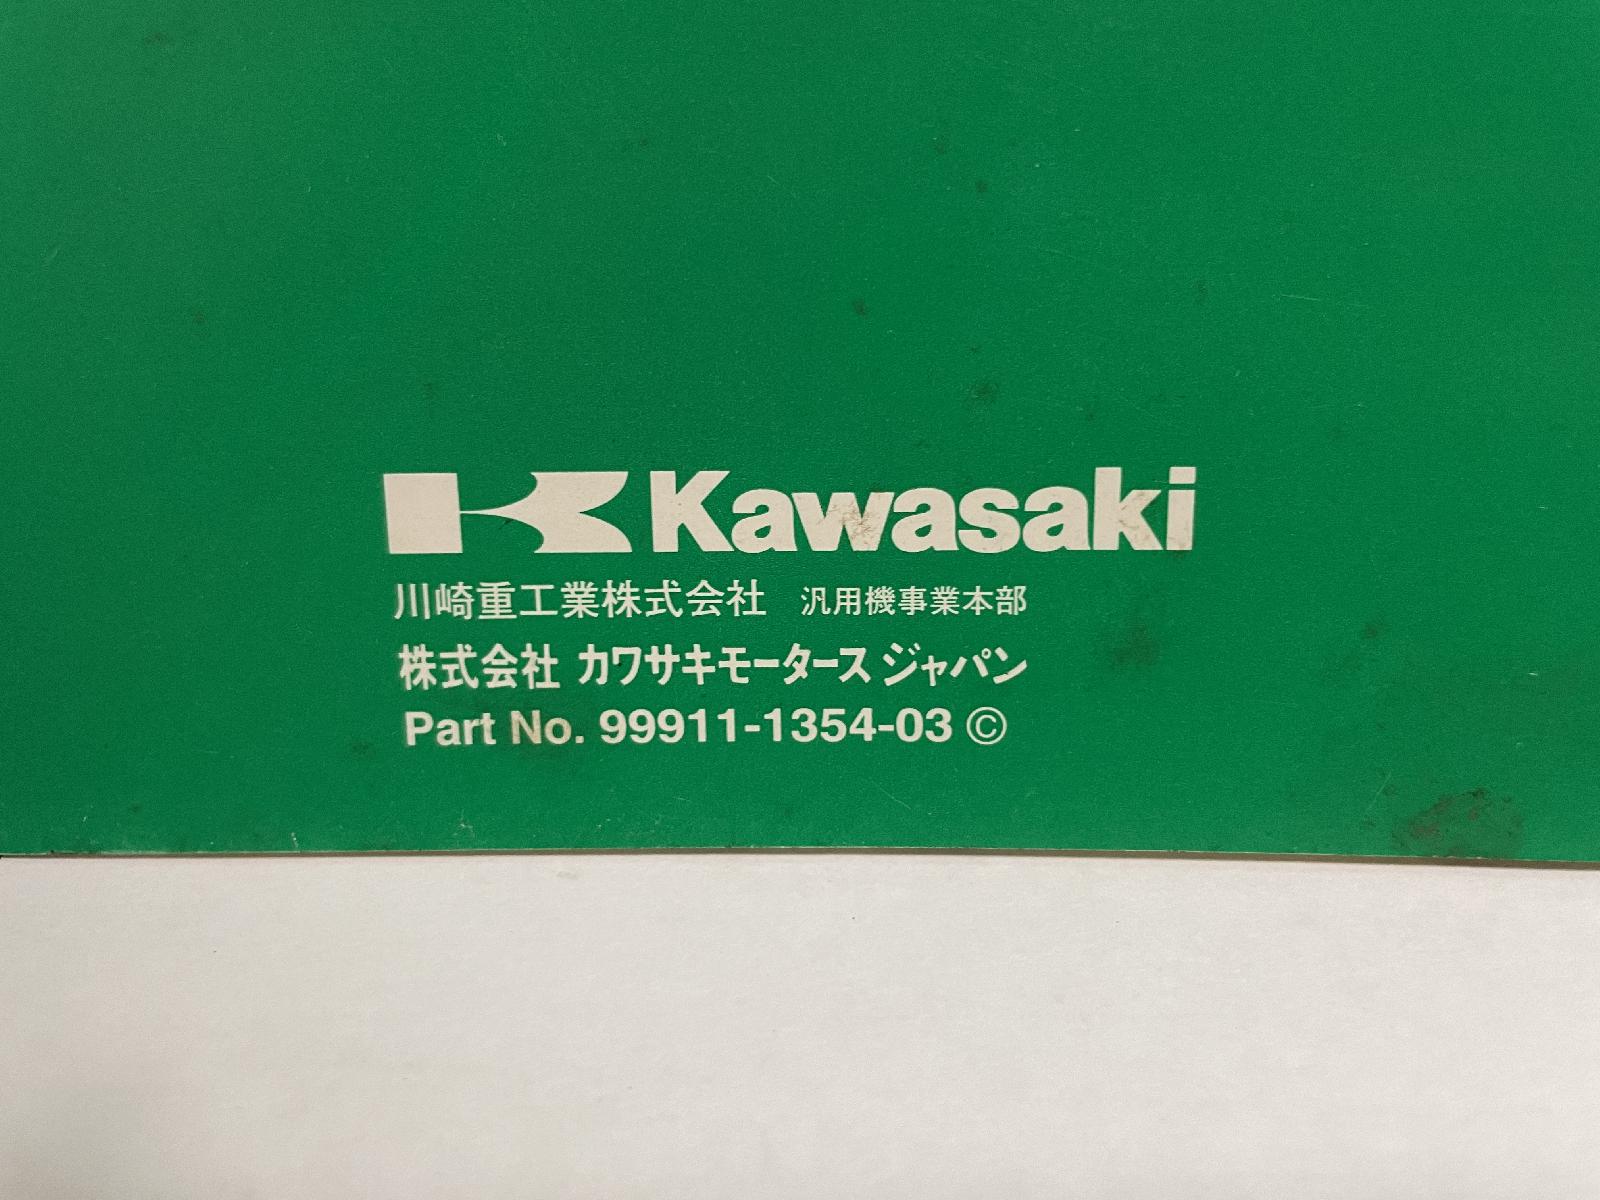 Kawasaki
川崎重工業株式会社 汎用機事業本部
株式会社 カワサキモータース ジャパン
Part No. 99911-1354-03 ©